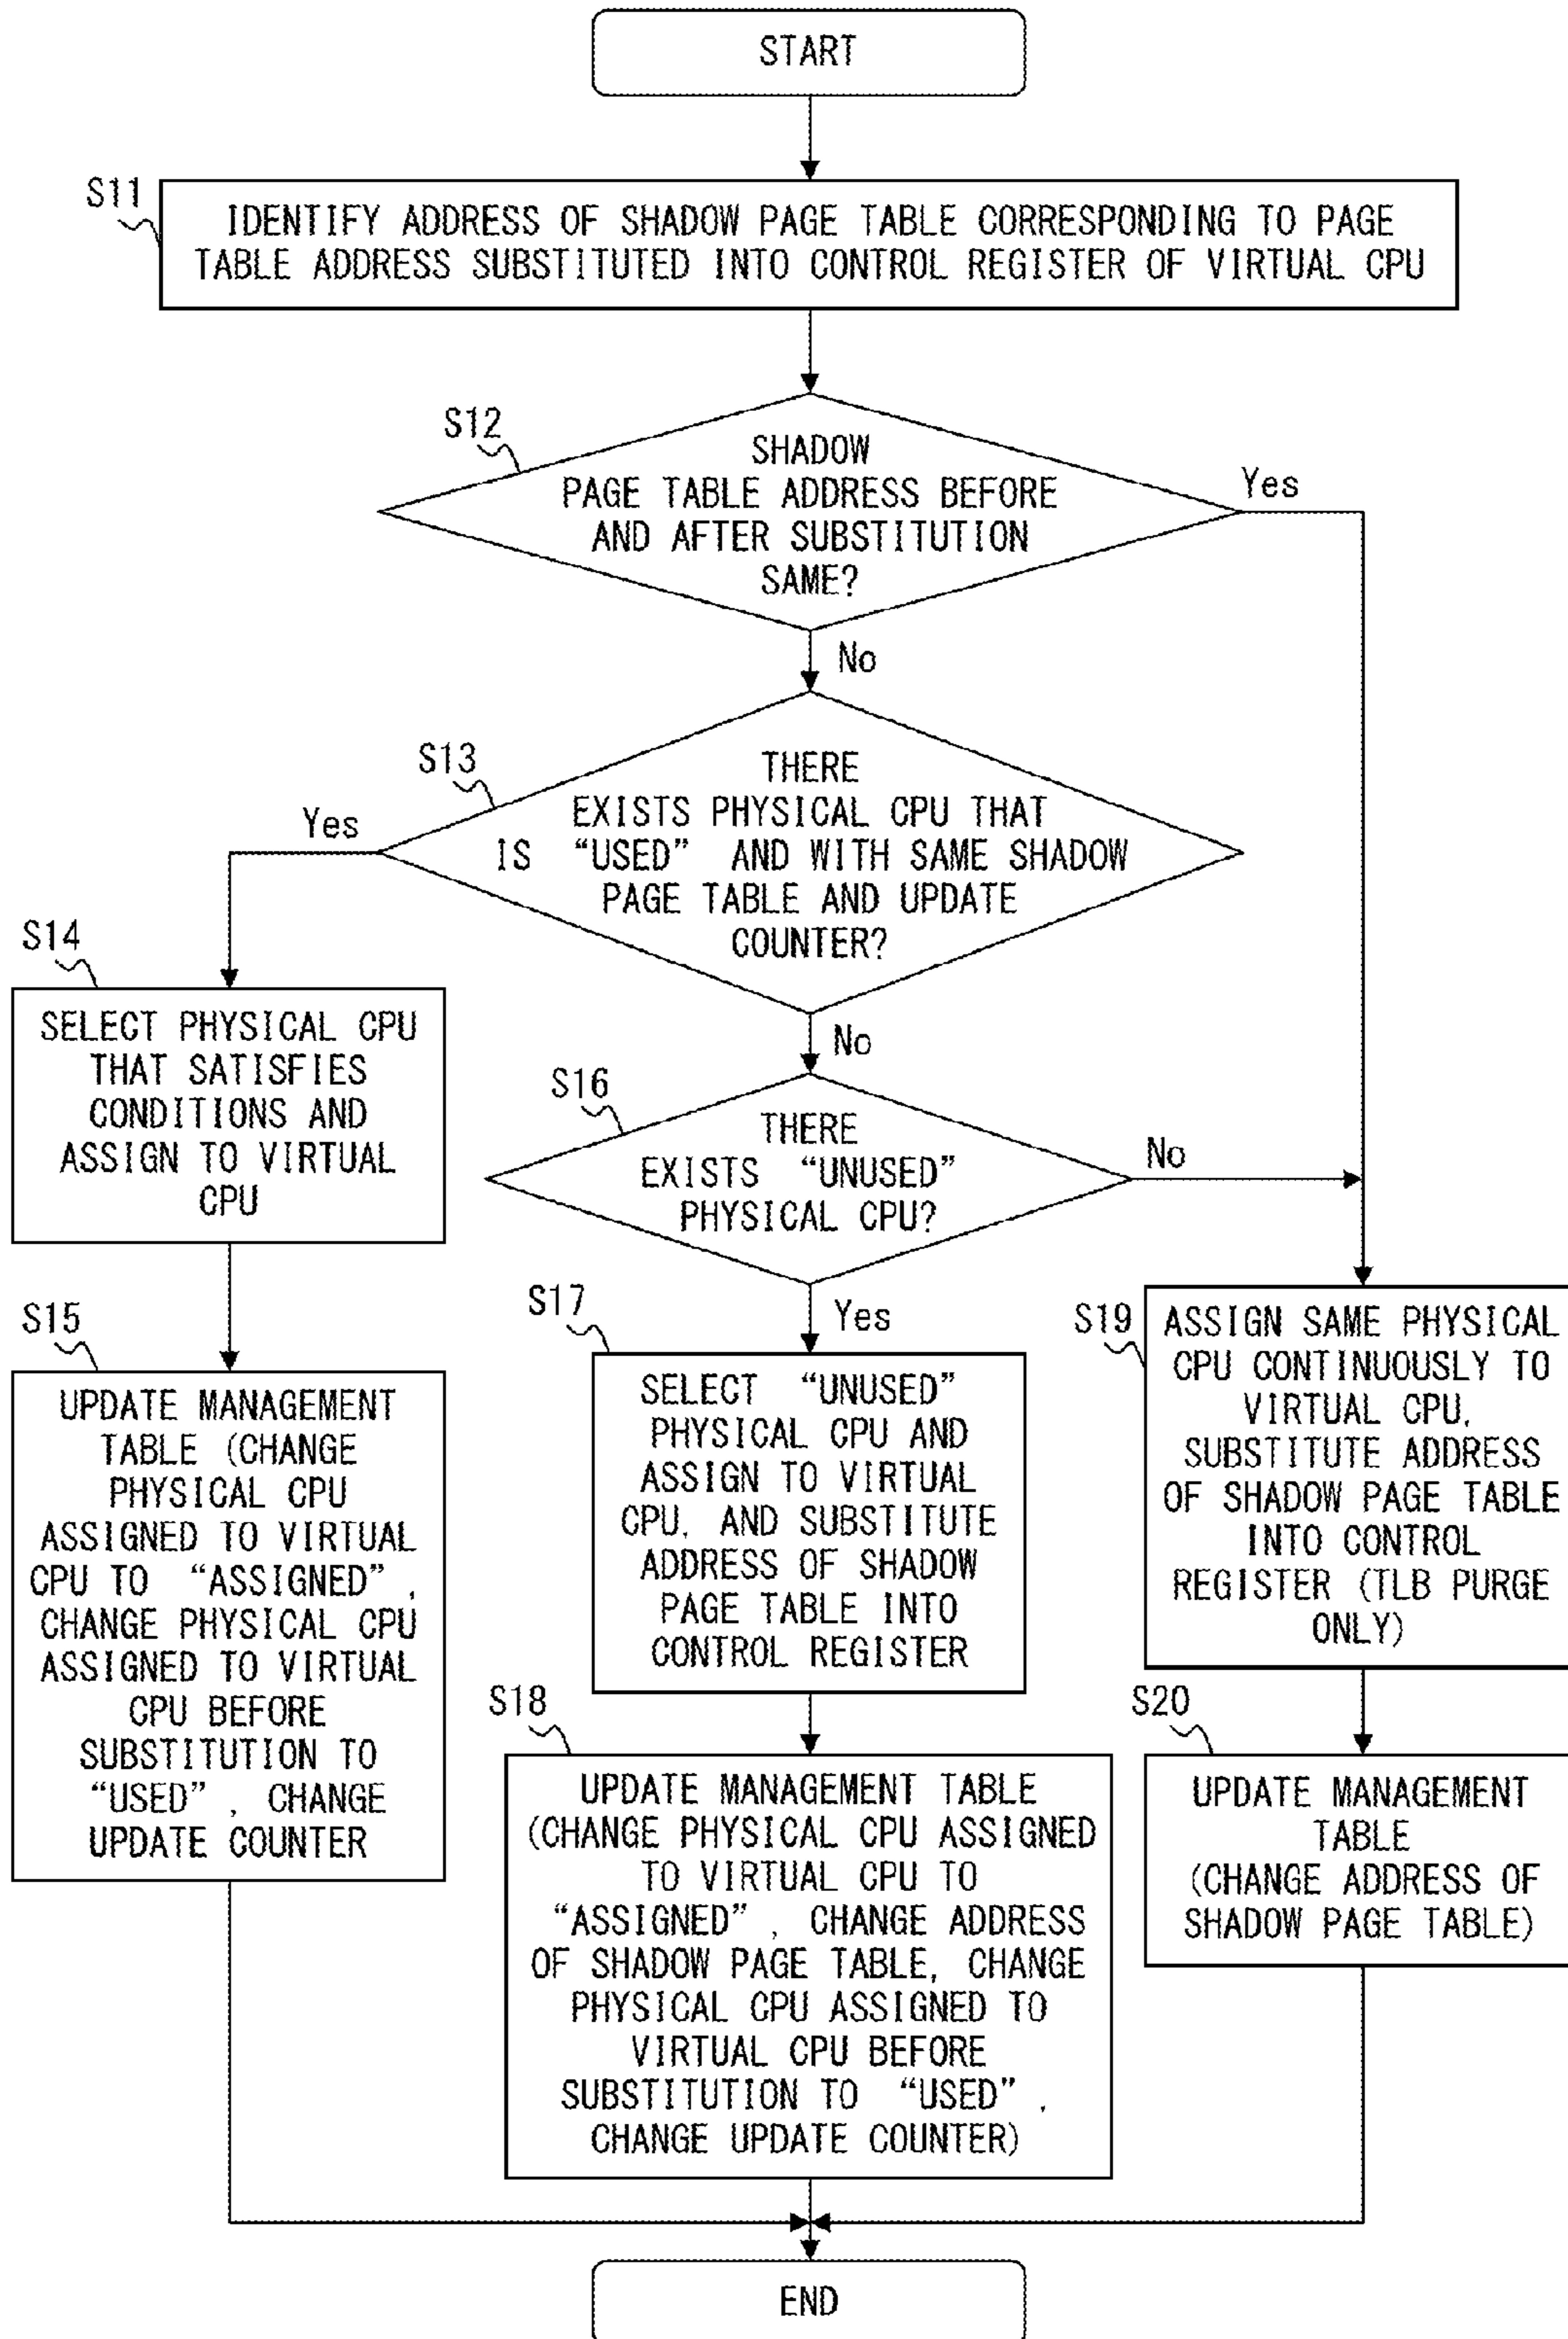 START
S11
IDENTIFY ADDRESS OF SHADOW PAGE TABLE CORRESPONDING TO PAGE
TABLE ADDRESS SUBSTITUTED INTO CONTROL REGISTER OF VIRTUAL CPU
S12
SHADOW
PAGE TABLE ADDRESS BEFORE
AND AFTER SUBSTITUTION
SAME?
Yes
No
S13
THERE
EXISTS PHYSICAL CPU THAT
IS “USED” AND WITH SAME SHADOW
PAGE TABLE AND UPDATE
COUNTER?
Yes
No
S14
SELECT PHYSICAL CPU
THAT SATISFIES
CONDITIONS AND
ASSIGN TO VIRTUAL
CPU
S15
UPDATE MANAGEMENT
TABLE (CHANGE
PHYSICAL CPU
ASSIGNED TO VIRTUAL
CPU TO “ASSIGNED”,
CHANGE PHYSICAL CPU
ASSIGNED TO VIRTUAL
CPU BEFORE
SUBSTITUTION TO
“USED”, CHANGE
UPDATE COUNTER
S16
THERE
EXISTS “UNUSED”
PHYSICAL CPU?
No
Yes
S17
SELECT “UNUSED”
PHYSICAL CPU AND
ASSIGN TO VIRTUAL
CPU, AND SUBSTITUTE
ADDRESS OF SHADOW
PAGE TABLE INTO
CONTROL REGISTER
S18
UPDATE MANAGEMENT TABLE
(CHANGE PHYSICAL CPU ASSIGNED
TO VIRTUAL CPU TO
“ASSIGNED”, CHANGE ADDRESS
OF SHADOW PAGE TABLE, CHANGE
PHYSICAL CPU ASSIGNED TO
VIRTUAL CPU BEFORE
SUBSTITUTION TO “USED”,
CHANGE UPDATE COUNTER)
S19
ASSIGN SAME PHYSICAL
CPU CONTINUOUSLY TO
VIRTUAL CPU,
SUBSTITUTE ADDRESS
OF SHADOW PAGE TABLE
INTO CONTROL
REGISTER (TLB PURGE
ONLY)
S20
UPDATE MANAGEMENT
TABLE
(CHANGE ADDRESS OF
SHADOW PAGE TABLE)
END